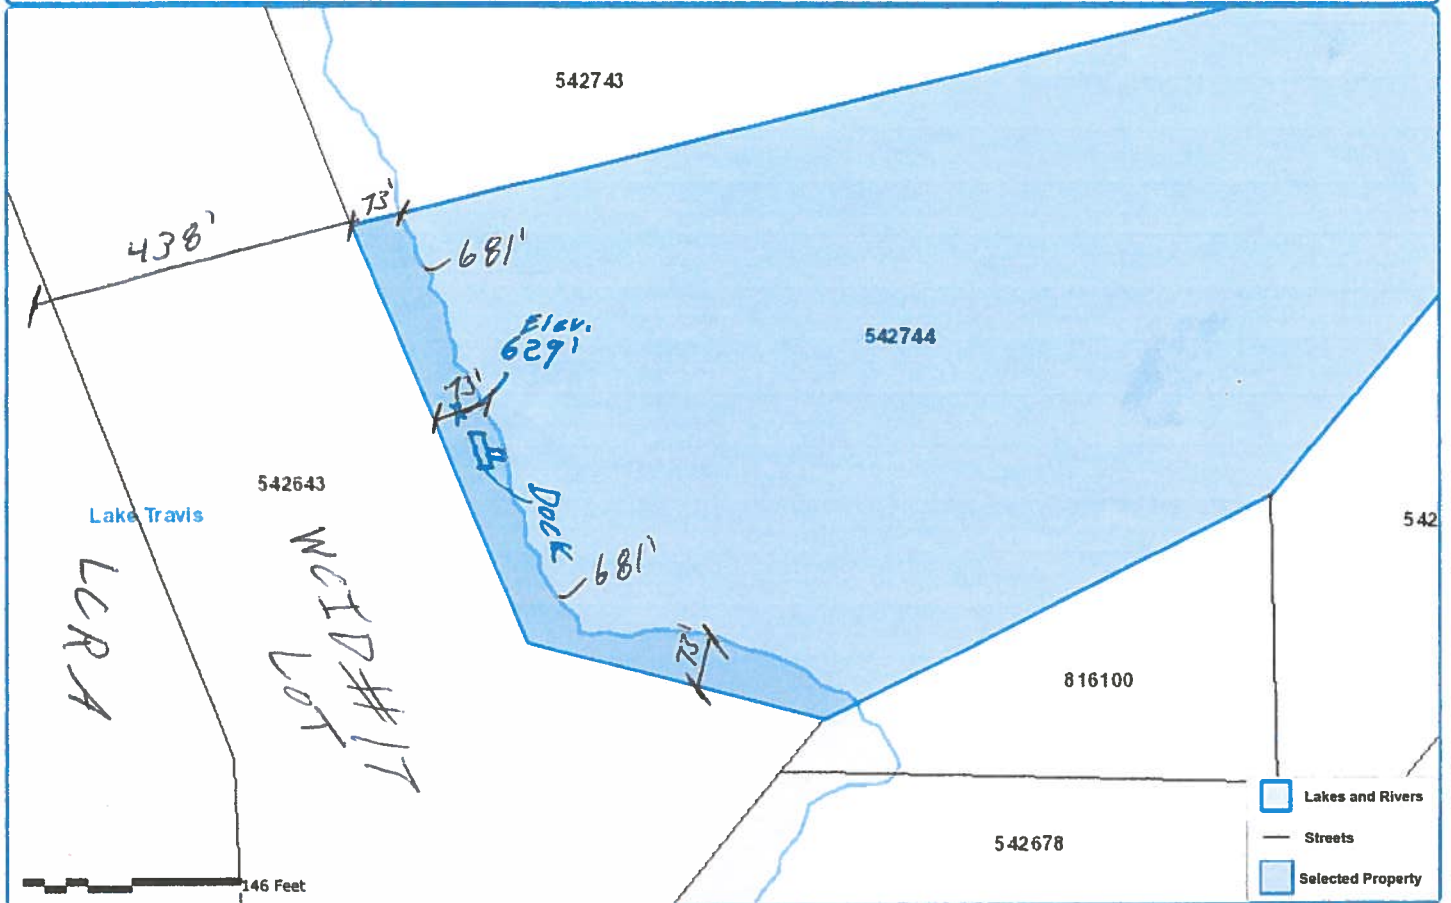 542743
73'
438'
681'
Elev.
629'
542744
73'
542643
Lake Travis
Dock
542
681'
WCID#17
LOT
LCRA
73'
816100
Lakes and Rivers
Streets
542678
Selected Property
146 Feet